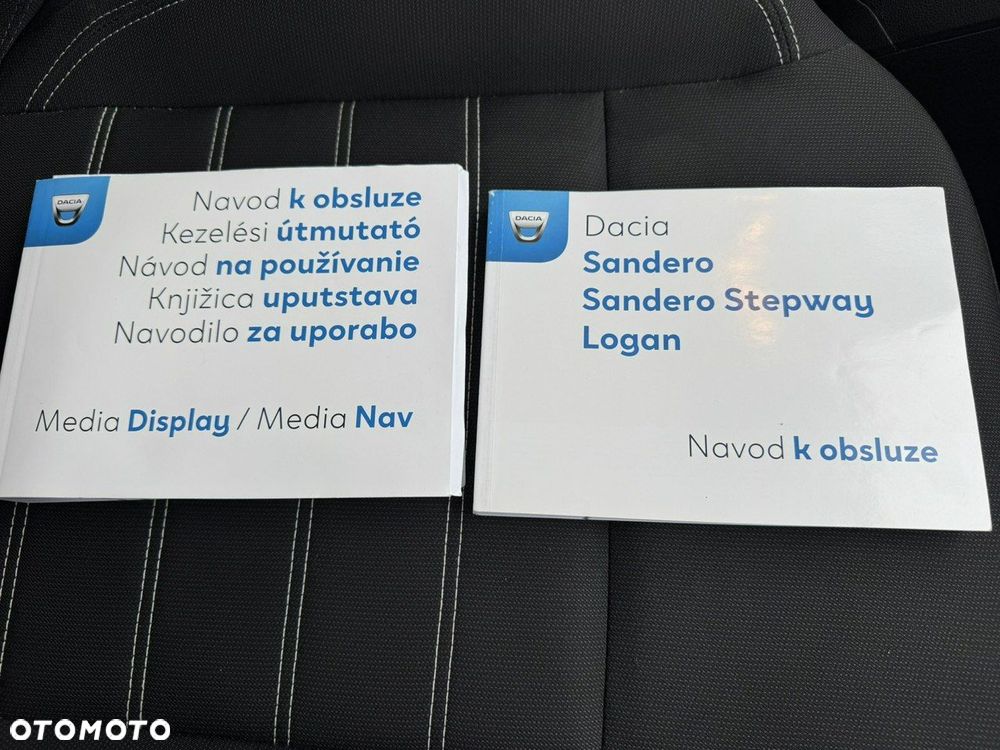 DACIA
Navod k obsluze
Kezelési útmutató
Návod na používanie
Knjižica uputstava
Navodilo za uporabo
Media Display / Media Nav
DACIA
Dacia
Sandero
Sandero Stepway
Logan
Navod k obsluze
OTOMOTO